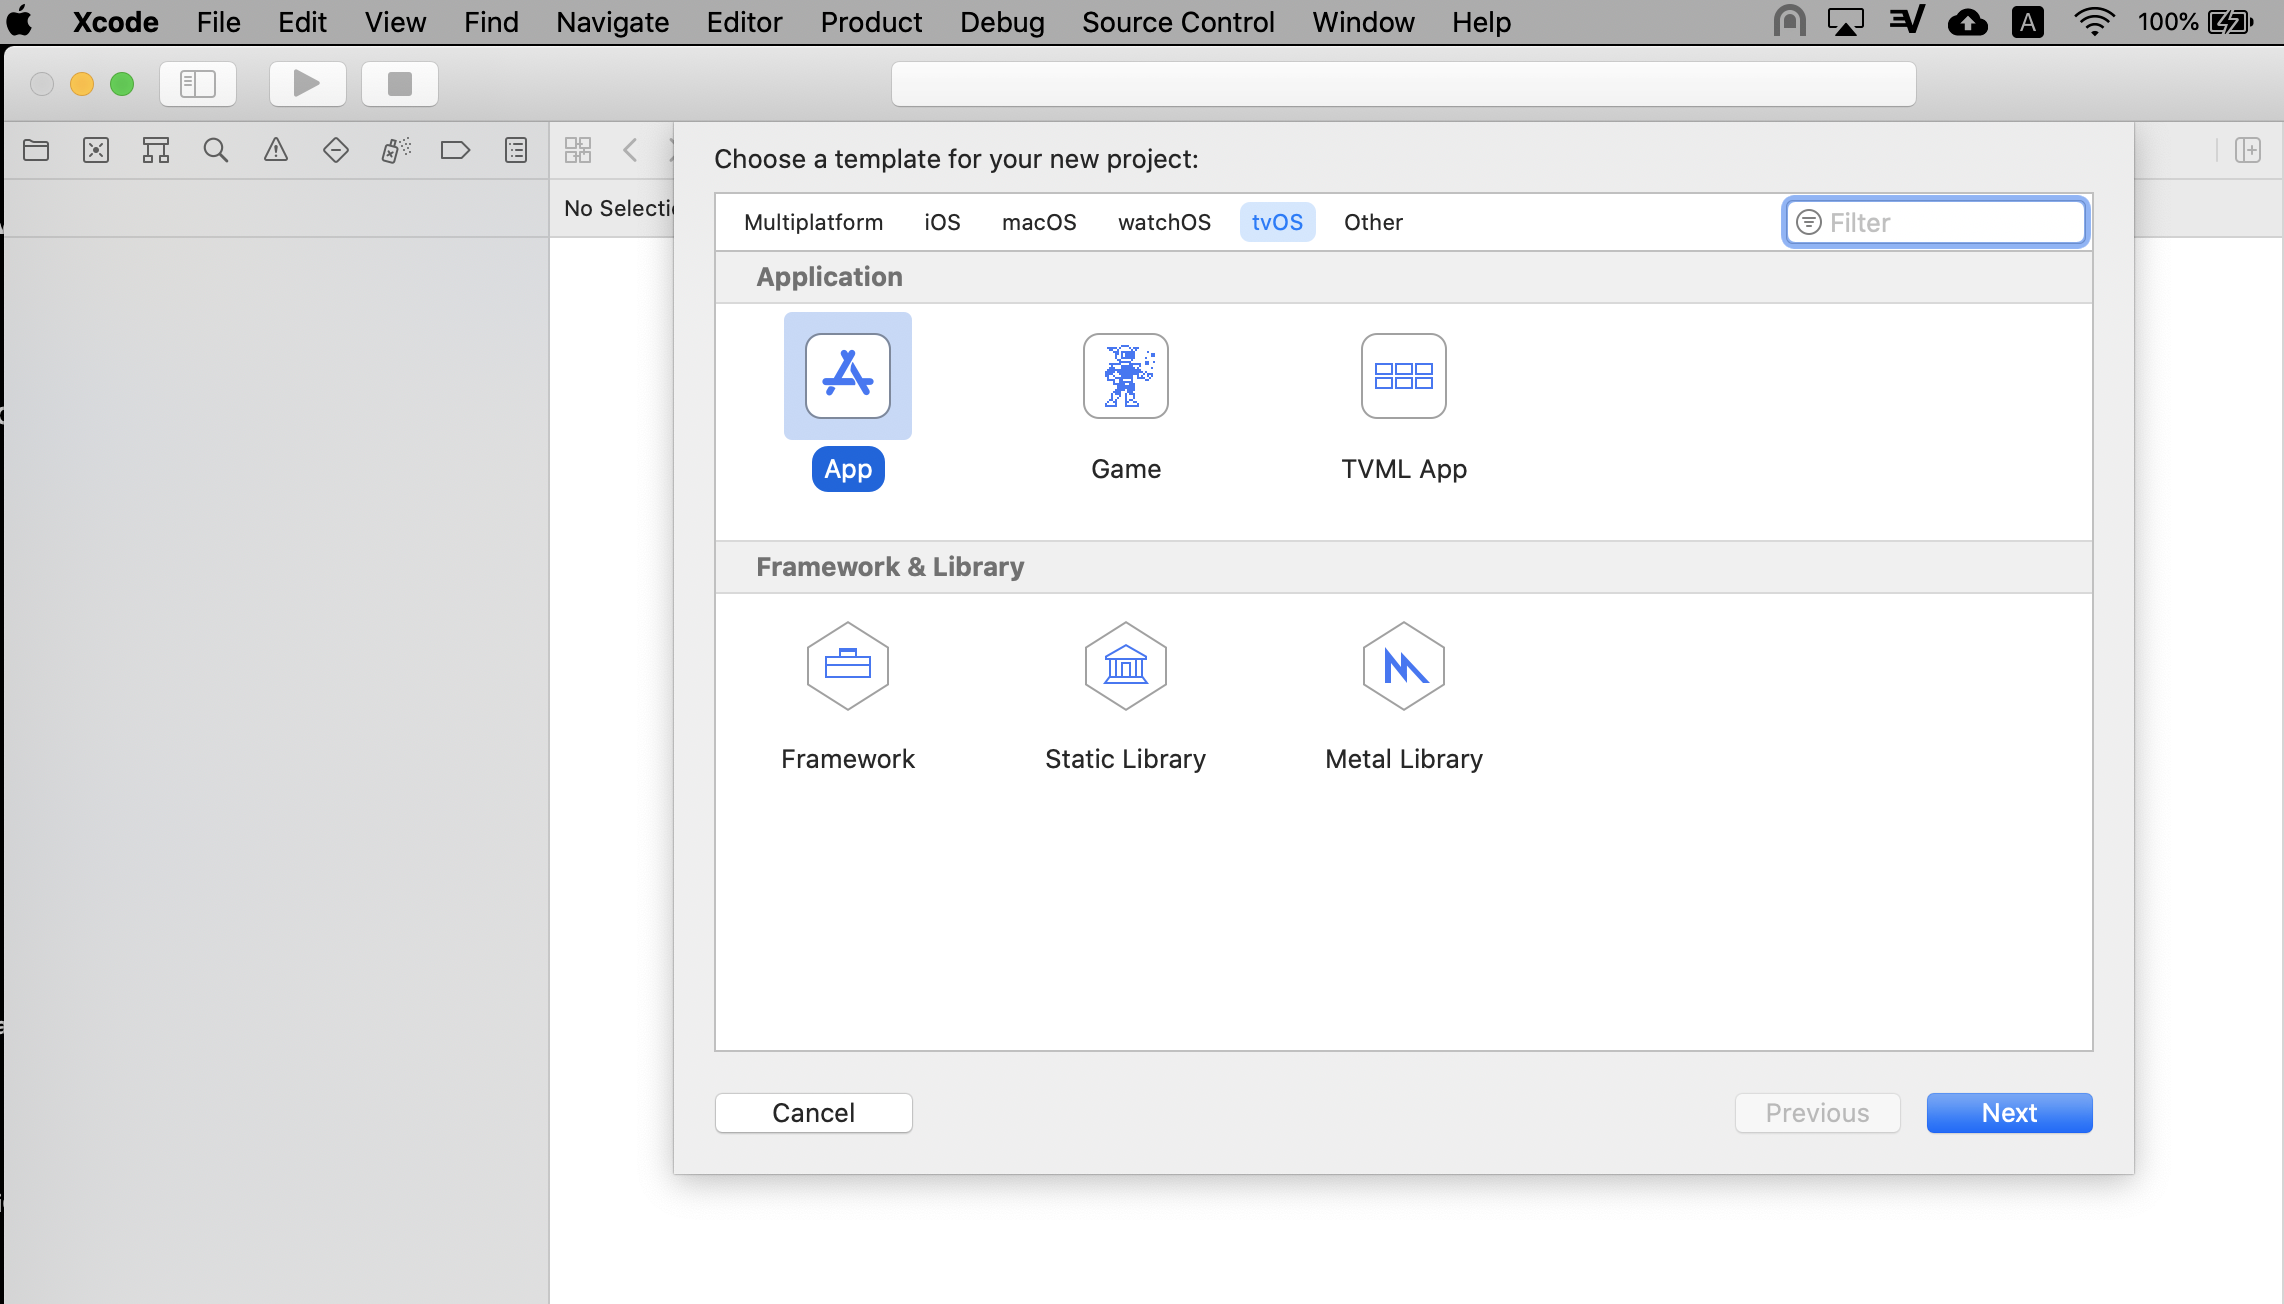 Xcode File Edit View Find Navigate Editor Product Debug Source Control Window Help A 100%
Choose a template for your new project:
No Selectio
Multiplatform iOS macOS watchOS tvOS Other Filter
Application
App Game TVML App
Framework & Library
Framework Static Library Metal Library
Cancel Previous Next